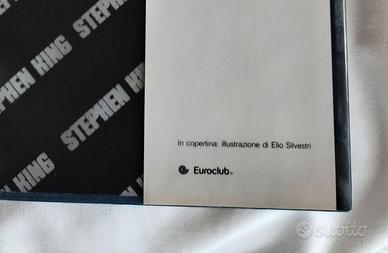 STEPHEN KING
STEPHEN KING
STEPHEN KING
In copertina: illustrazione di Elio Silvestri
Euroclub®
subito